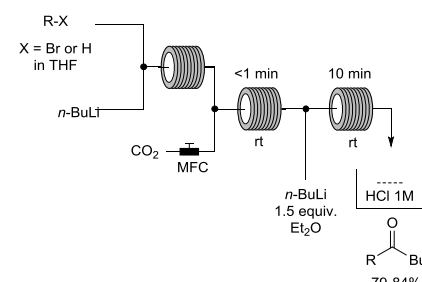 R-X
X = Br or H
in THF
n-BuLi
CO2
MFC
<1 min
rt
10 min
rt
n-BuLi
1.5 equiv.
Et2O
HCl 1M
O
R